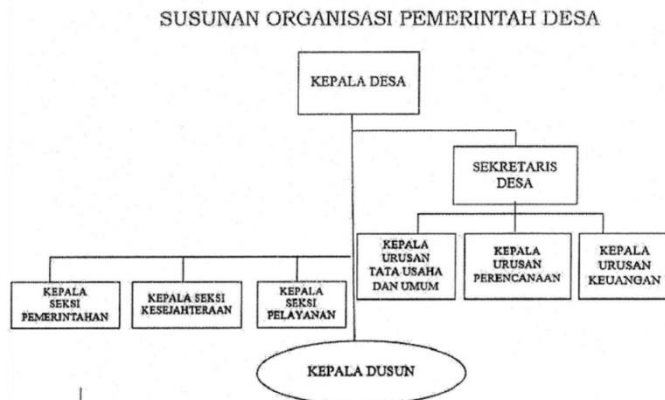 SUSUNAN ORGANISASI PEMERINTAH DESA
KEPALA DESA
SEKRETARIS
DESA
KEPALA
URUSAN
TATA USAHA
DAN UMUM
KEPALA
URUSAN
PERENCANAAN
KEPALA
URUSAN
KEUANGAN
KEPALA
SEKSI
PEMERINTAHAN
KEPALA SEKSI
KESEJAHTERAAN
KEPALA
SEKSI
PELAYANAN
KEPALA DUSUN